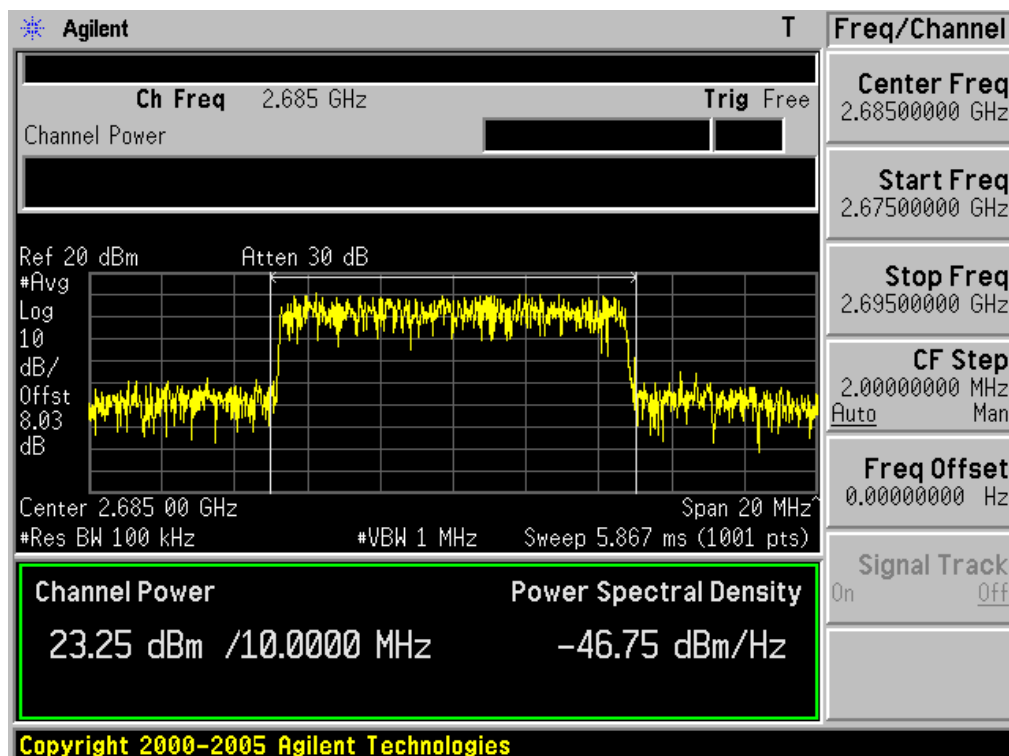 Agilent T Freq/Channel
Ch Freq 2.685 GHz Trig Free
Channel Power
Center Freq
2.68500000 GHz
Start Freq
2.67500000 GHz
Ref 20 dBm Atten 30 dB
#Avg
Log
10
dB/
Offst
8.03
dB
Stop Freq
2.69500000 GHz
CF Step
2.00000000 MHz
Auto Man
Freq Offset
0.00000000 Hz
Center 2.685 00 GHz Span 20 MHz^
#Res BW 100 kHz #VBW 1 MHz Sweep 5.867 ms (1001 pts)
Signal Track
On Off
Channel Power Power Spectral Density
23.25 dBm /10.0000 MHz -46.75 dBm/Hz
Copyright 2000-2005 Agilent Technologies